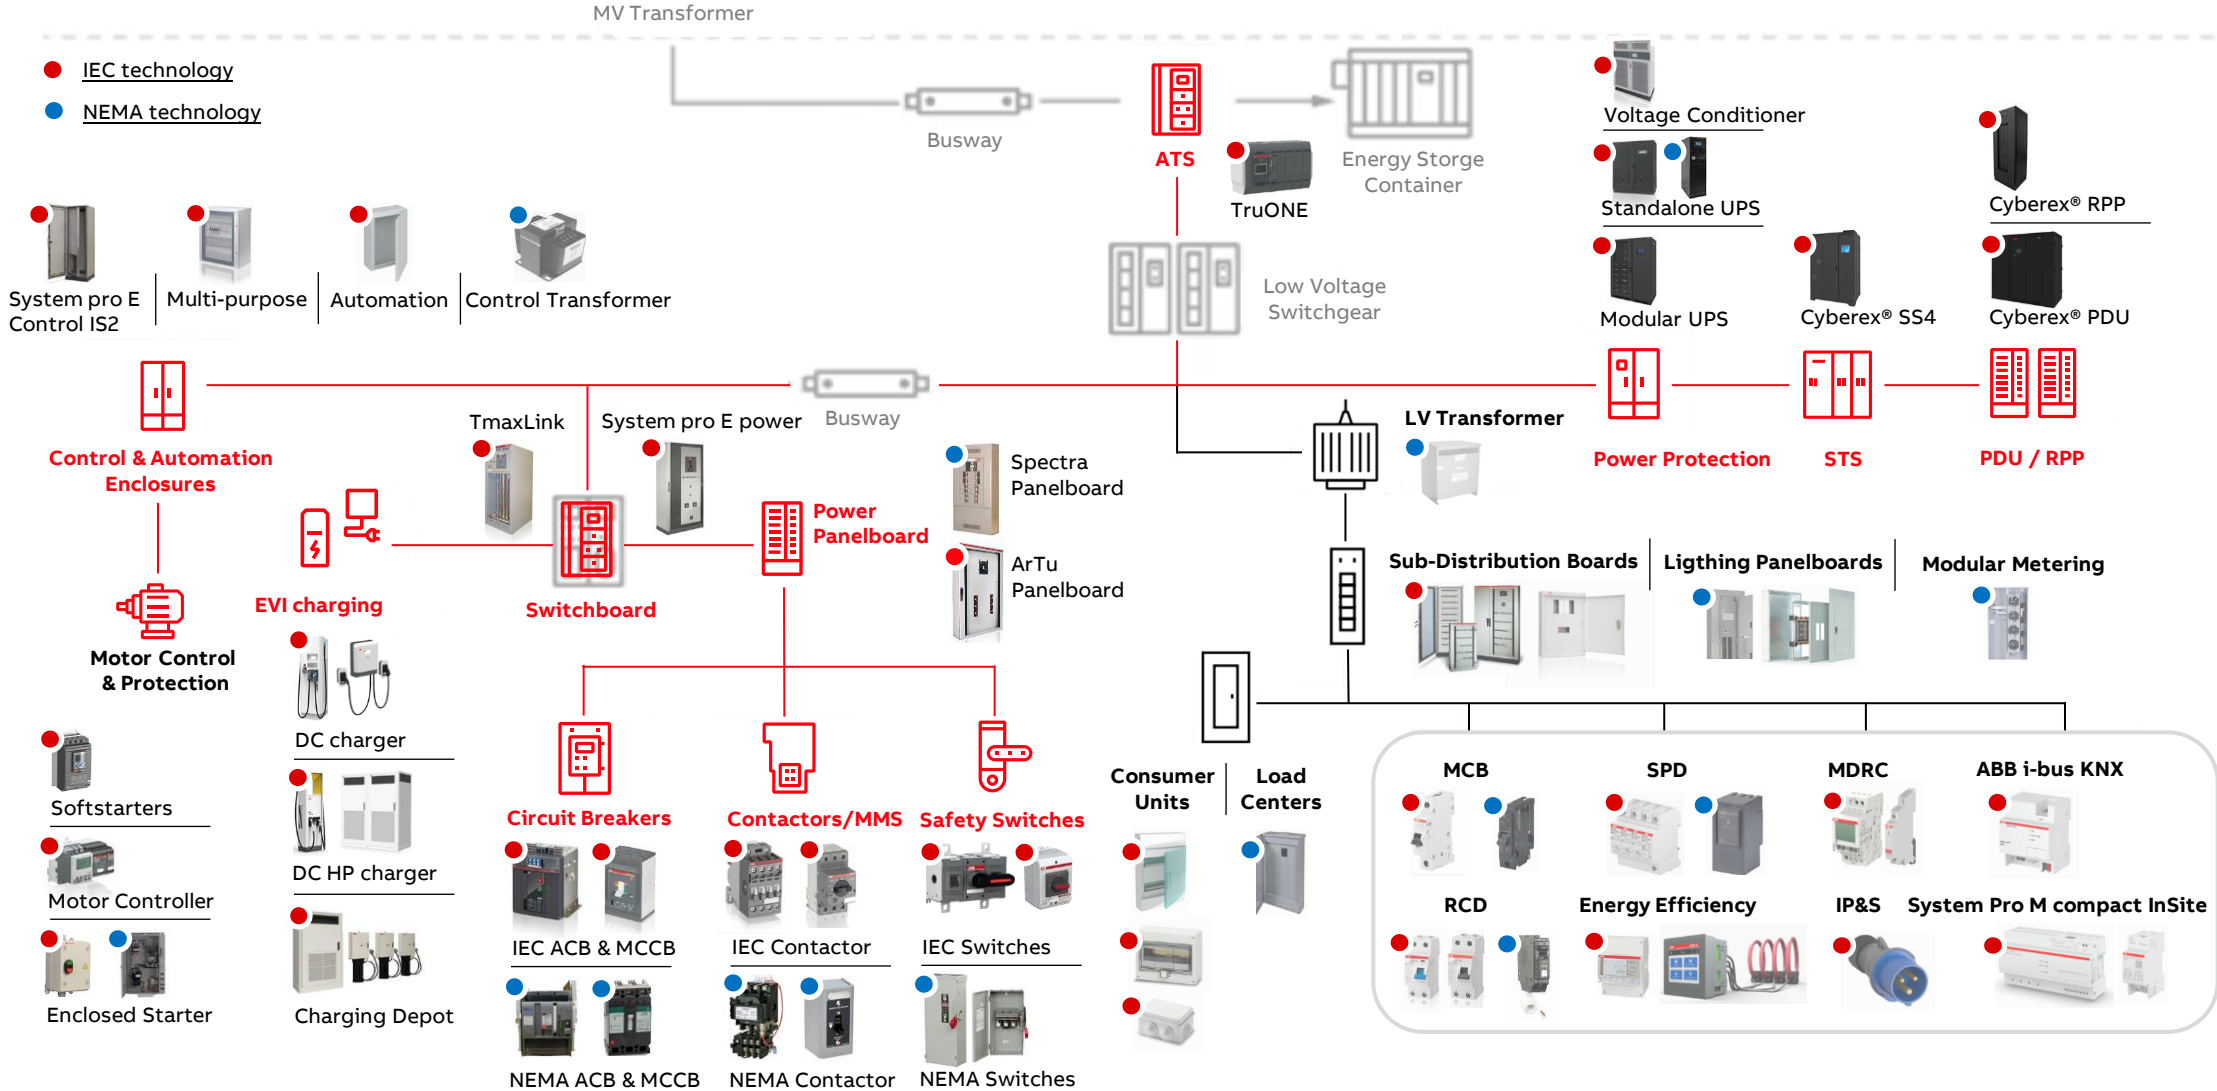 MV Transformer
IEC technology
NEMA technology
Busway
ATS
TruONE
Energy Storge
Container
Voltage Conditioner
Standalone UPS
Modular UPS
Cyberex® SS4
Cyberex® RPP
Cyberex® PDU
System pro E
Control IS2
Multi-purpose
Automation
Control Transformer
Low Voltage
Switchgear
Control & Automation
Enclosures
TmaxLink
System pro E power
Busway
LV Transformer
Power Protection
STS
PDU / RPP
Spectra
Panelboard
Power
Panelboard
ArTu
Panelboard
EVI charging
Switchboard
Motor Control
& Protection
Sub-Distribution Boards
Ligthing Panelboards
Modular Metering
Softstarters
Motor Controller
Enclosed Starter
DC charger
DC HP charger
Charging Depot
Circuit Breakers
IEC ACB & MCCB
NEMA ACB & MCCB
Contactors/MMS
IEC Contactor
NEMA Contactor
Safety Switches
IEC Switches
NEMA Switches
Consumer
Units
Load
Centers
MCB
SPD
MDRC
ABB i-bus KNX
RCD
Energy Efficiency
IP&S
System Pro M compact InSite